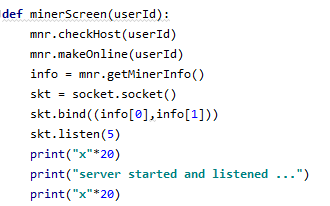 def minerScreen(userId):
    mnr.checkHost(userId)
    mnr.makeOnline(userId)
    info = mnr.getMinerInfo()
    skt = socket.socket()
    skt.bind((info[0],info[1]))
    skt.listen(5)
    print("x"*20)
    print("server started and listened ...")
    print("x"*20)